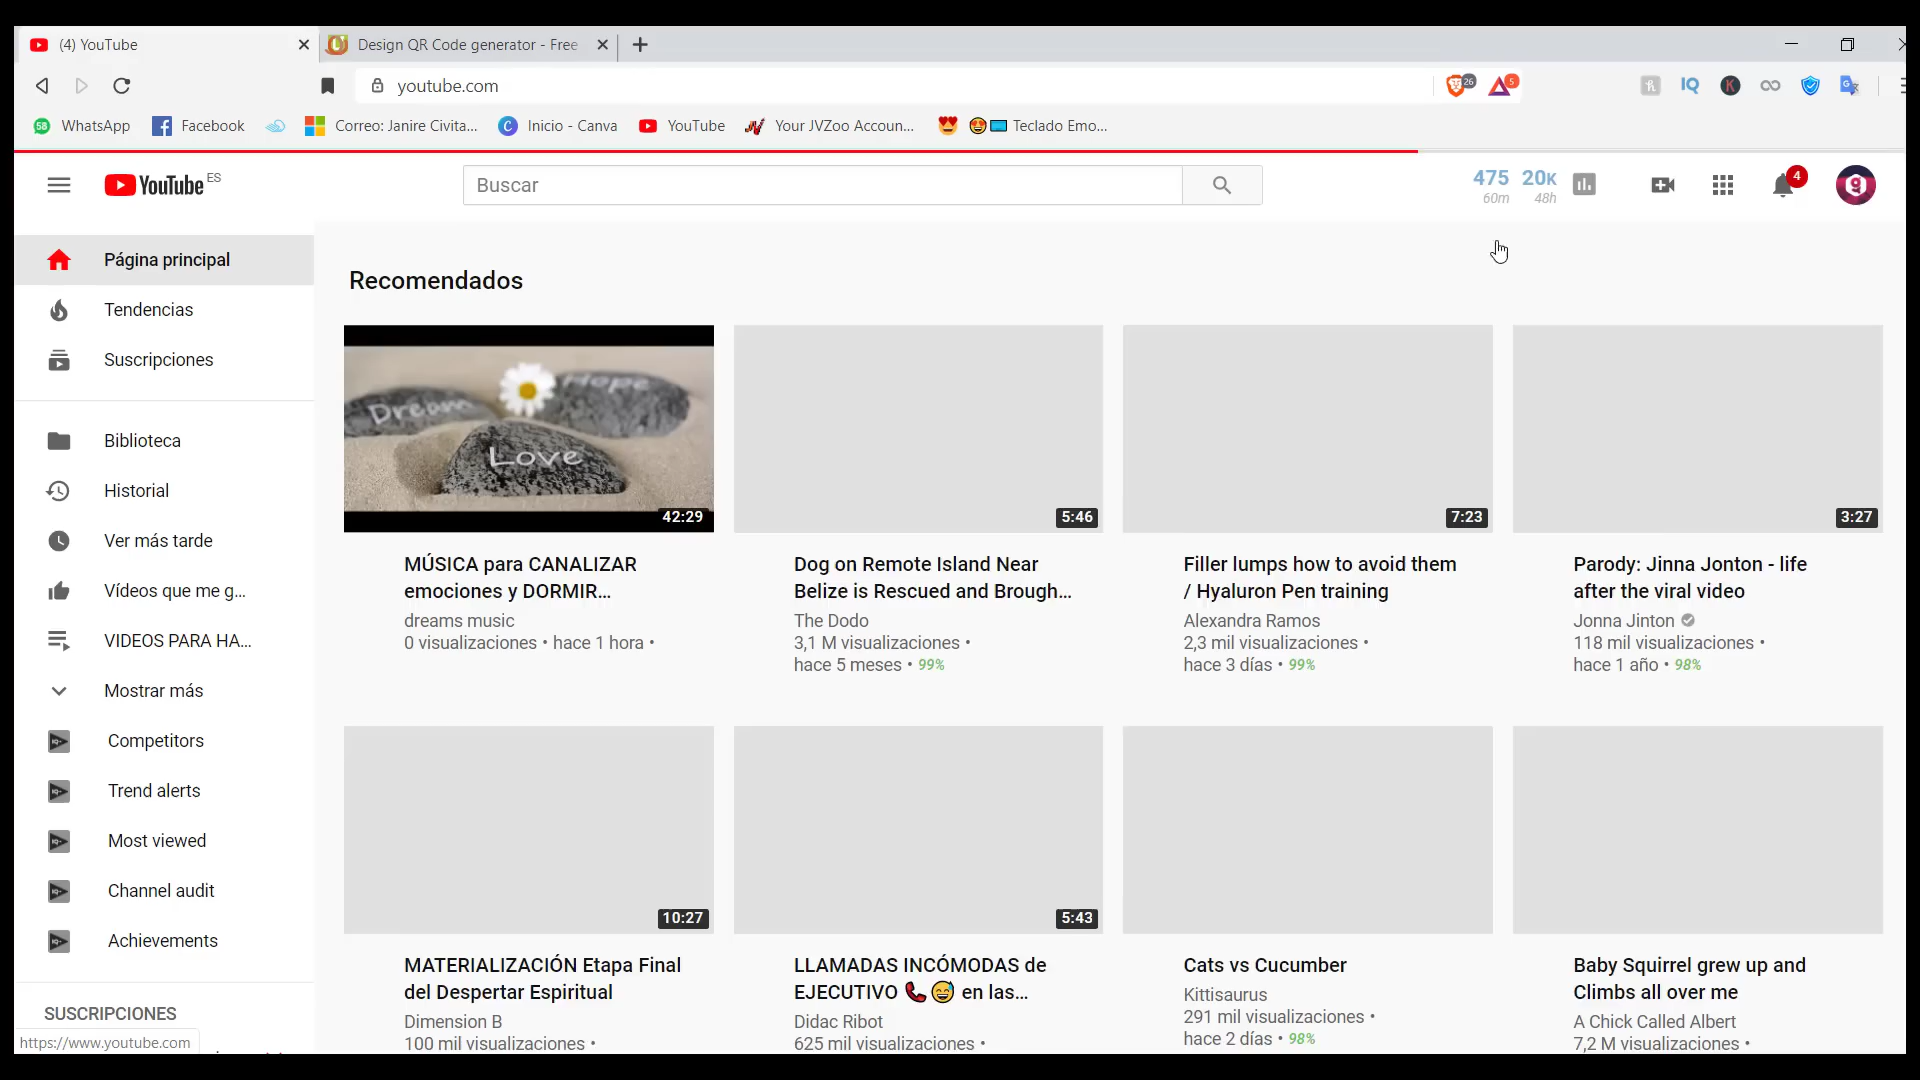 (4) YouTube
Design QR Code generator - Free
youtube.com
26
5
58 WhatsApp
Facebook
Correo: Janire Civita...
Inicio - Canva
YouTube
Your JVZoo Accoun...
Teclado Emo...
YouTube ES
Buscar
475
60m
20K
48h
4
Página principal
Tendencias
Suscripciones
Biblioteca
Historial
Ver más tarde
Vídeos que me g...
VIDEOS PARA HA...
Mostrar más
Competitors
Trend alerts
Most viewed
Channel audit
Achievements
SUSCRIPCIONES
https://www.youtube.com
Recomendados
Dream
Hope
Love
42:29
MÚSICA para CANALIZAR
emociones y DORMIR...
dreams music
0 visualizaciones • hace 1 hora •
5:46
Dog on Remote Island Near
Belize is Rescued and Brough...
The Dodo
3,1 M visualizaciones •
hace 5 meses • 99%
7:23
Filler lumps how to avoid them
/ Hyaluron Pen training
Alexandra Ramos
2,3 mil visualizaciones •
hace 3 días • 99%
3:27
Parody: Jinna Jonton - life
after the viral video
Jonna Jinton
118 mil visualizaciones •
hace 1 año • 98%
10:27
MATERIALIZACIÓN Etapa Final
del Despertar Espiritual
Dimension B
100 mil visualizaciones •
5:43
LLAMADAS INCÓMODAS de
EJECUTIVO 📞😅 en las...
Didac Ribot
625 mil visualizaciones •
Cats vs Cucumber
Kittisaurus
291 mil visualizaciones •
hace 2 días • 98%
Baby Squirrel grew up and
Climbs all over me
A Chick Called Albert
7,2 M visualizaciones •